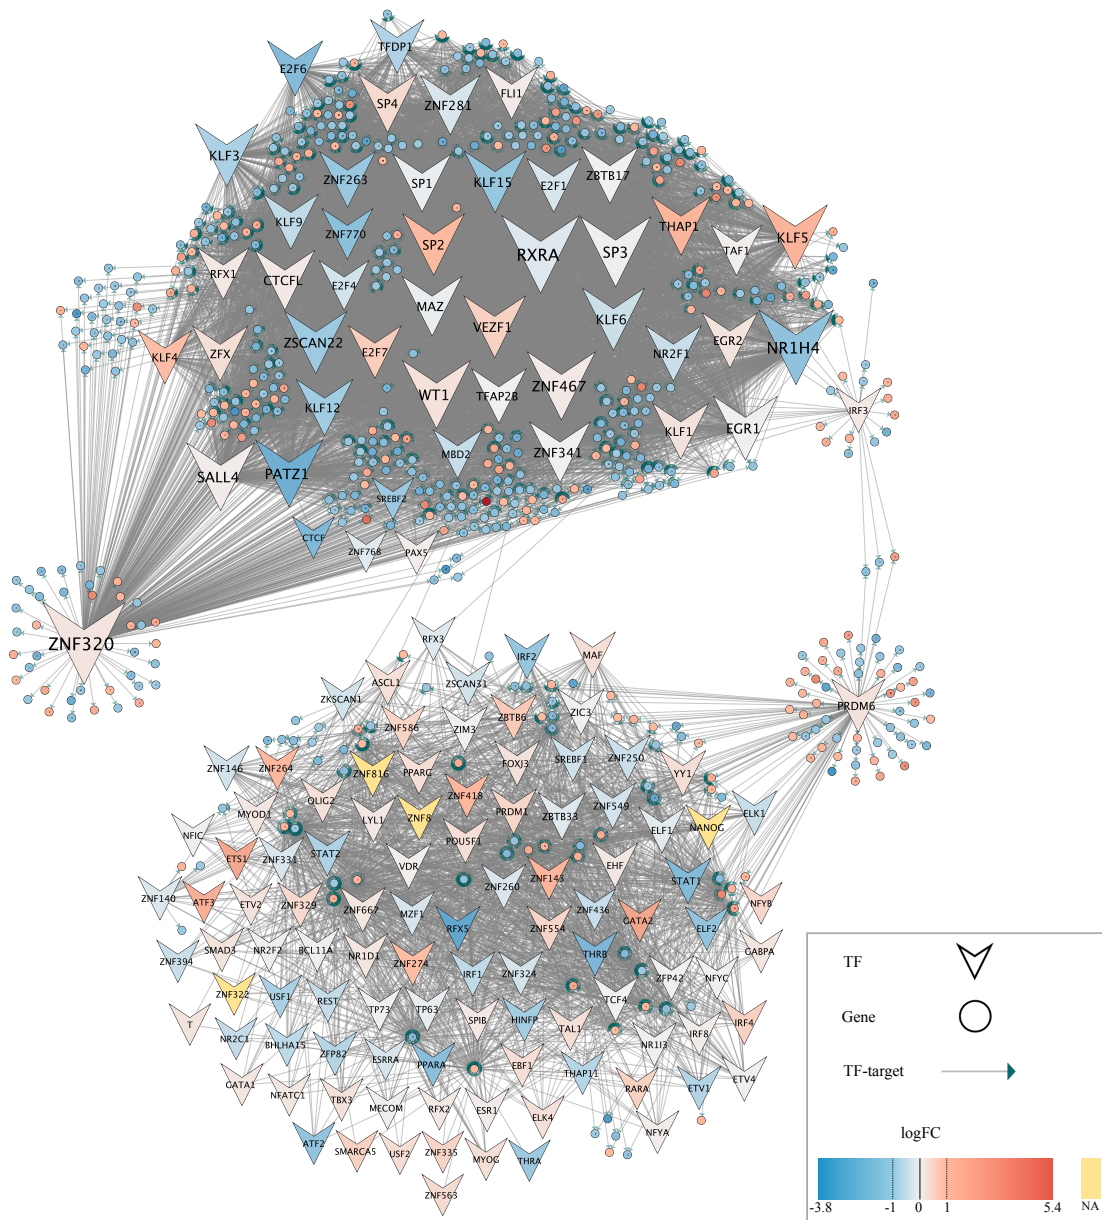 TFDP1
E2F6
SP4
ZNF281
FLI1
KLF3
ZNF263
SP1
KLF15
E2F1
ZBTB17
KLF9
ZNF770
SP2
RXRA
SP3
THAP1
TAF1
KLF5
RFX1
CTCFL
E2F4
MAZ
VEZF1
KLF6
ZSCAN22
KLF4
ZFX
E2F7
NR2F1
EGR2
NR1H4
KLF12
WT1
TFAP2B
ZNF467
KLF1
EGR1
IRF3
SALL4
PATZ1
MBD2
ZNF341
SREBF2
CTCF
ZNF768
PAX5
ZNF320
RFX3
IRF2
MAF
ASCL1
ZSCAN31
ZKSCAN1
ZNF586
ZIM3
ZBTB6
ZIC3
PRDM6
ZNF146
ZNF264
ZNF816
PPARG
FOXJ3
SREBF1
ZNF250
YY1
OLIG2
ZNF418
MYOD1
LYL1
ZNF8
PRDM1
ZBTB33
ZNF549
ELF1
NANOG
ELK1
NFIC
POU5F1
ETS1
ZNF331
STAT2
VDR
ZNF260
ZNF143
EHF
STAT1
ZNF140
ATF3
ETV2
ZNF329
ZNF667
MZF1
RFX5
ZNF554
ZNF436
GATA2
ELF2
NFYB
ZNF394
SMAD3
NR2F2
BCL11A
NR1D1
ZNF274
IRF1
ZNF324
THRB
ZFP42
NFYC
GABPA
ZNF322
USF1
REST
TP73
TP63
SPIB
HINFP
TAL1
TCF4
IRF8
IRF4
T
NR2C1
BHLHA15
ZFP82
ESRRA
PPARA
EBF1
THAP11
NR1I3
RARA
ETV1
ETV4
GATA1
NFATC1
TBX3
MECOM
RFX2
ESR1
ELK4
NFYA
ATF2
SMARCA5
USF2
ZNF335
MYOG
THRA
ZNF563
TF
Gene
TF-target
logFC
-3.8 -1 0 1 5.4 NA